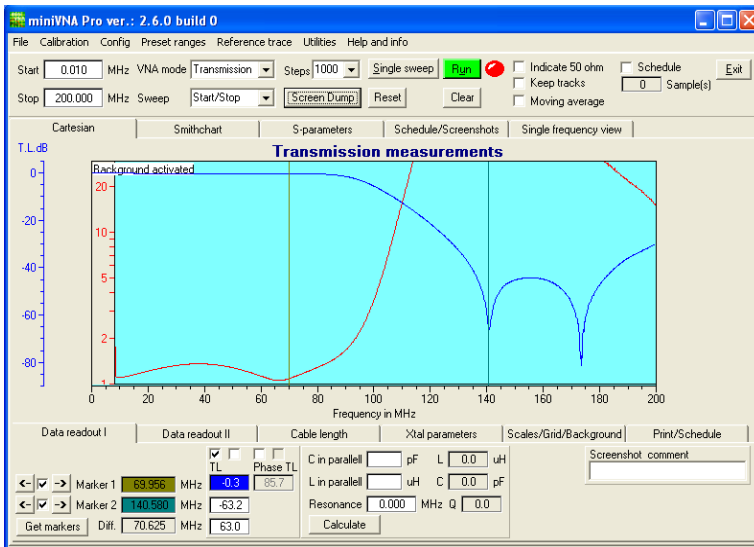 miniVNA Pro ver.: 2.6.0 build 0
File Calibration Config Preset ranges Reference trace Utilities Help and info
Start 0.010 MHz VNA mode Transmission Steps 1000 Single sweep Run Indicate 50 ohm Schedule Exit
Keep tracks 0 Sample(s)
Stop 200.000 MHz Sweep Start/Stop Screen Dump Reset Clear Moving average
Cartesian Smithchart S-parameters Schedule/Screenshots Single frequency view
T.L.dB Transmission measurements
Background activated
0
-20
-40
-60
-80
20
10
5
2
1
0 20 40 60 80 100 120 140 160 180 200
Frequency in MHz
Data readout I Data readout II Cable length Xtal parameters Scales/Grid/Background Print/Schedule
TL Phase TL
<- -> Marker 1 69.956 MHz -0.3 85.7
<- -> Marker 2 140.580 MHz -63.2
Get markers Diff. 70.625 MHz 63.0
C in parallell pF L 0.0 uH
L in parallell uH C 0.0 pF
Resonance 0.000 MHz Q 0.0
Calculate
Screenshot comment